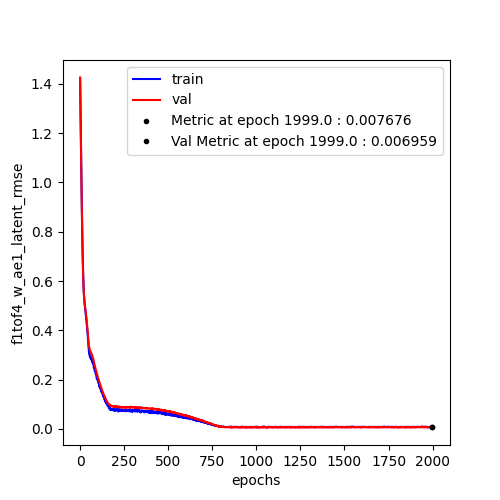 train
val
Metric at epoch 1999.0 : 0.007676
Val Metric at epoch 1999.0 : 0.006959
f1tof4_w_ae1_latent_rmse
1.4
1.2
1.0
0.8
0.6
0.4
0.2
0.0
0 250 500 750 1000 1250 1500 1750 2000
epochs